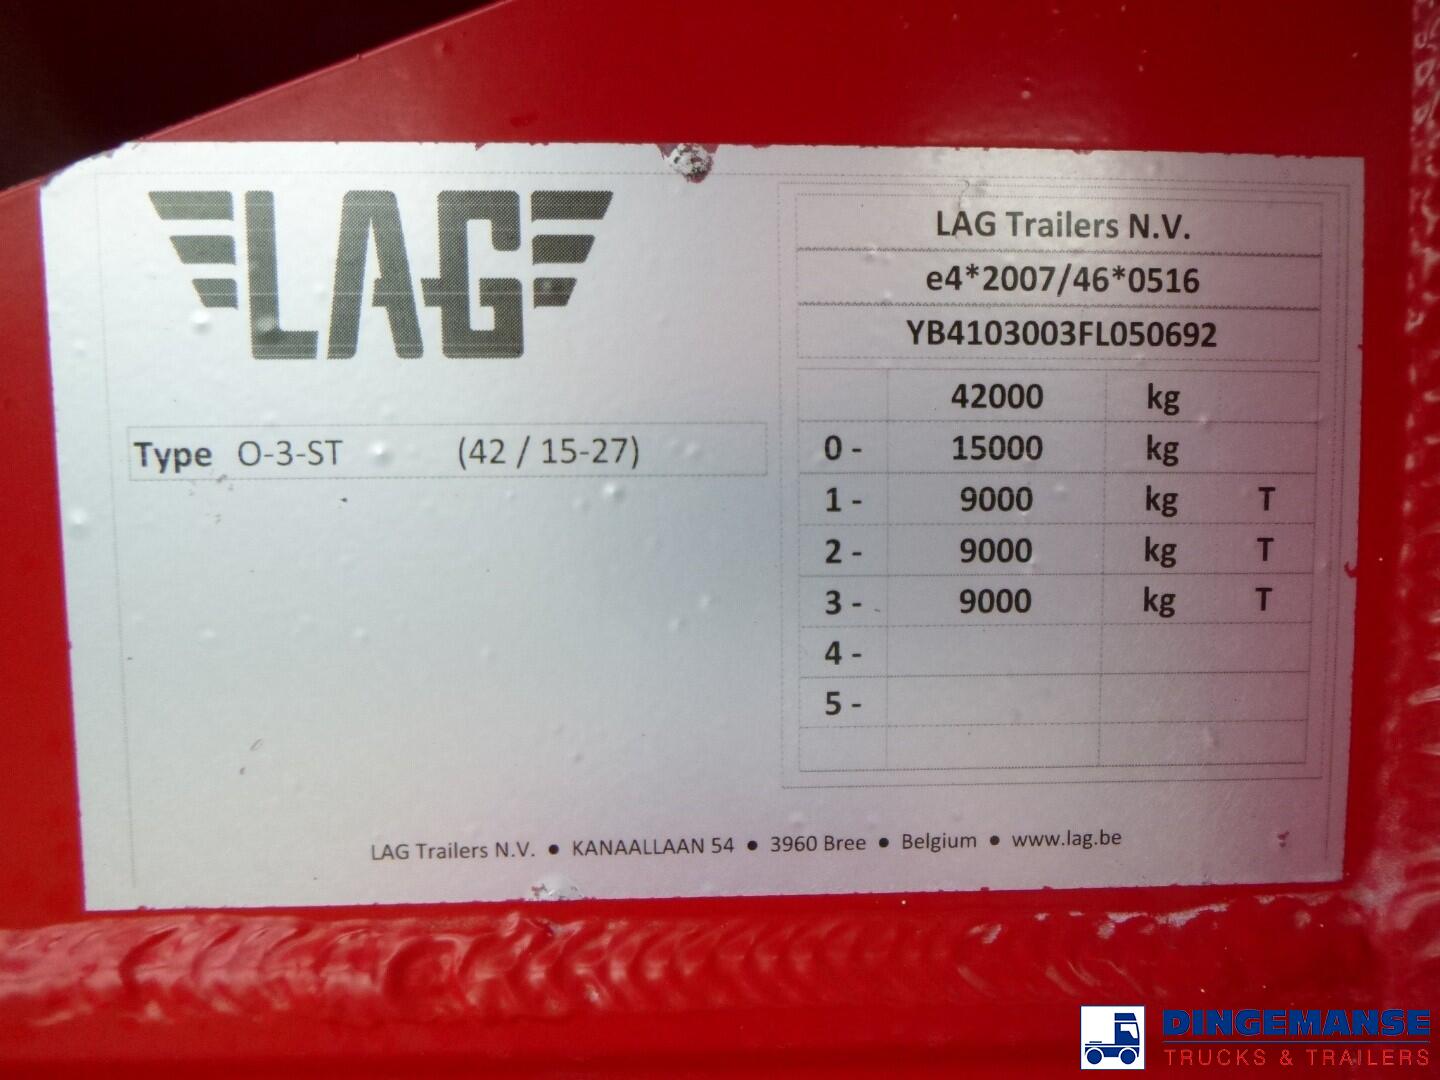 LAG
Type O-3-ST (42 / 15-27)
LAG Trailers N.V.
e4*2007/46*0516
YB4103003FL050692
42000 kg
0 - 15000 kg
1 - 9000 kg T
2 - 9000 kg T
3 - 9000 kg T
4 -
5 -
LAG Trailers N.V. ● KANAALLAAN 54 ● 3960 Bree ● Belgium ● www.lag.be
DINGEMANSE
TRUCKS & TRAILERS